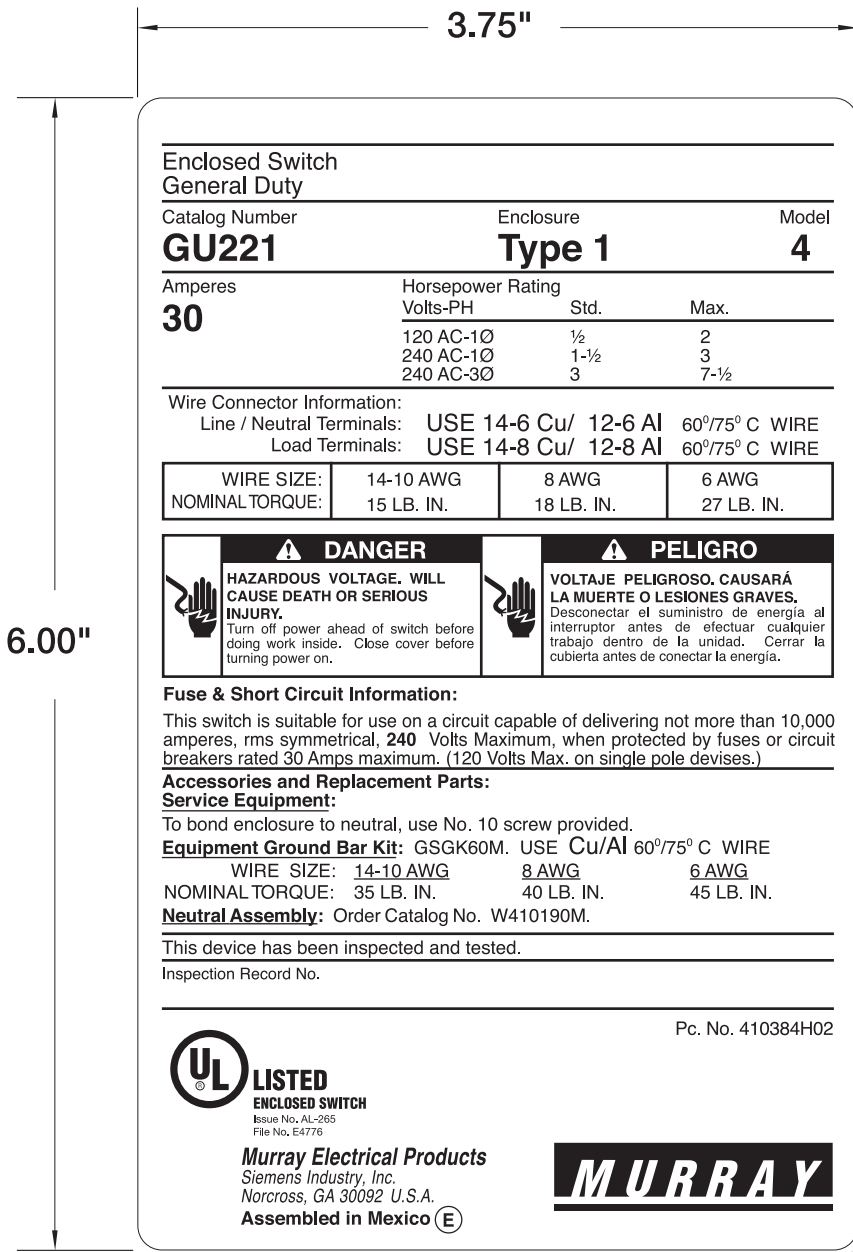 3.75"
6.00"
Enclosed Switch
General Duty
Catalog Number Enclosure Model
GU221 Type 1 4
Amperes Horsepower Rating
30 Volts-PH Std. Max.
120 AC-1Ø ½ 2
240 AC-1Ø 1-½ 3
240 AC-3Ø 3 7-½
Wire Connector Information:
Line / Neutral Terminals: USE 14-6 Cu/ 12-6 Al 60⁰/75⁰ C WIRE
Load Terminals: USE 14-8 Cu/ 12-8 Al 60⁰/75⁰ C WIRE
WIRE SIZE: 14-10 AWG 8 AWG 6 AWG
NOMINAL TORQUE: 15 LB. IN. 18 LB. IN. 27 LB. IN.
DANGER
HAZARDOUS VOLTAGE. WILL
CAUSE DEATH OR SERIOUS
INJURY.
Turn off power ahead of switch before
doing work inside. Close cover before
turning power on.
PELIGRO
VOLTAJE PELIGROSO. CAUSARÁ
LA MUERTE O LESIONES GRAVES.
Desconectar el suministro de energía al
interruptor antes de efectuar cualquier
trabajo dentro de la unidad. Cerrar la
cubierta antes de conectar la energía.
Fuse & Short Circuit Information:
This switch is suitable for use on a circuit capable of delivering not more than 10,000
amperes, rms symmetrical, 240 Volts Maximum, when protected by fuses or circuit
breakers rated 30 Amps maximum. (120 Volts Max. on single pole devises.)
Accessories and Replacement Parts:
Service Equipment:
To bond enclosure to neutral, use No. 10 screw provided.
Equipment Ground Bar Kit: GSGK60M. USE Cu/Al 60⁰/75⁰ C WIRE
WIRE SIZE: 14-10 AWG 8 AWG 6 AWG
NOMINAL TORQUE: 35 LB. IN. 40 LB. IN. 45 LB. IN.
Neutral Assembly: Order Catalog No. W410190M.
This device has been inspected and tested.
Inspection Record No.
Pc. No. 410384H02
UL ®
LISTED
ENCLOSED SWITCH
Issue No. AL-265
File No. E4776
Murray Electrical Products
Siemens Industry, Inc.
Norcross, GA 30092 U.S.A.
Assembled in Mexico E
MURRAY